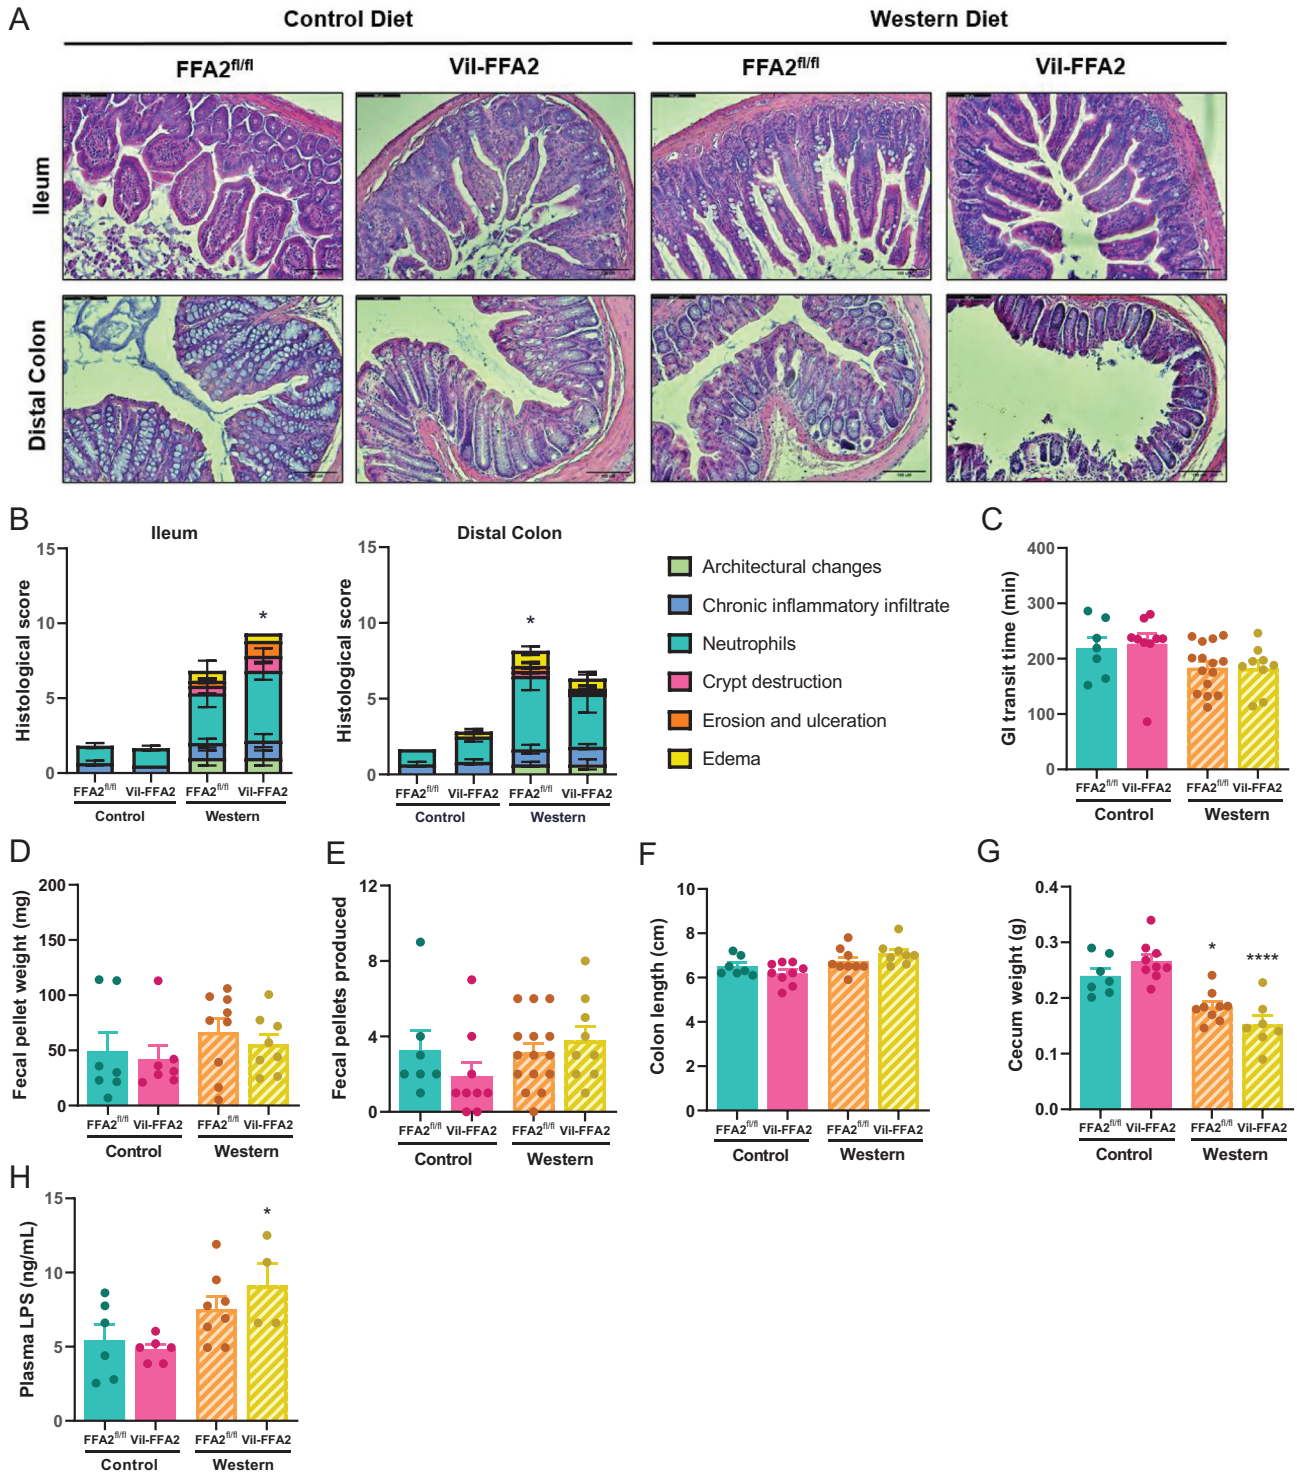 A
Control Diet
Western Diet
FFA2fl/fl
Vil-FFA2
FFA2fl/fl
Vil-FFA2
Ileum
Distal Colon
B
Ileum
Histological score
15
10
5
0
FFA2fl/fl
Vil-FFA2
FFA2fl/fl
Vil-FFA2
Control
Western
*
Distal Colon
Histological score
15
10
5
0
FFA2fl/fl
Vil-FFA2
FFA2fl/fl
Vil-FFA2
Control
Western
*
Architectural changes
Chronic inflammatory infiltrate
Neutrophils
Crypt destruction
Erosion and ulceration
Edema
C
GI transit time (min)
400
300
200
100
0
FFA2fl/fl
Vil-FFA2
FFA2fl/fl
Vil-FFA2
Control
Western
D
Fecal pellet weight (mg)
200
150
100
50
0
FFA2fl/fl
Vil-FFA2
FFA2fl/fl
Vil-FFA2
Control
Western
E
Fecal pellets produced
12
8
4
0
FFA2fl/fl
Vil-FFA2
FFA2fl/fl
Vil-FFA2
Control
Western
F
Colon length (cm)
10
8
6
4
2
0
FFA2fl/fl
Vil-FFA2
FFA2fl/fl
Vil-FFA2
Control
Western
G
Cecum weight (g)
0.4
0.3
0.2
0.1
0.0
*
****
FFA2fl/fl
Vil-FFA2
FFA2fl/fl
Vil-FFA2
Control
Western
H
Plasma LPS (ng/mL)
15
10
5
0
*
FFA2fl/fl
Vil-FFA2
FFA2fl/fl
Vil-FFA2
Control
Western